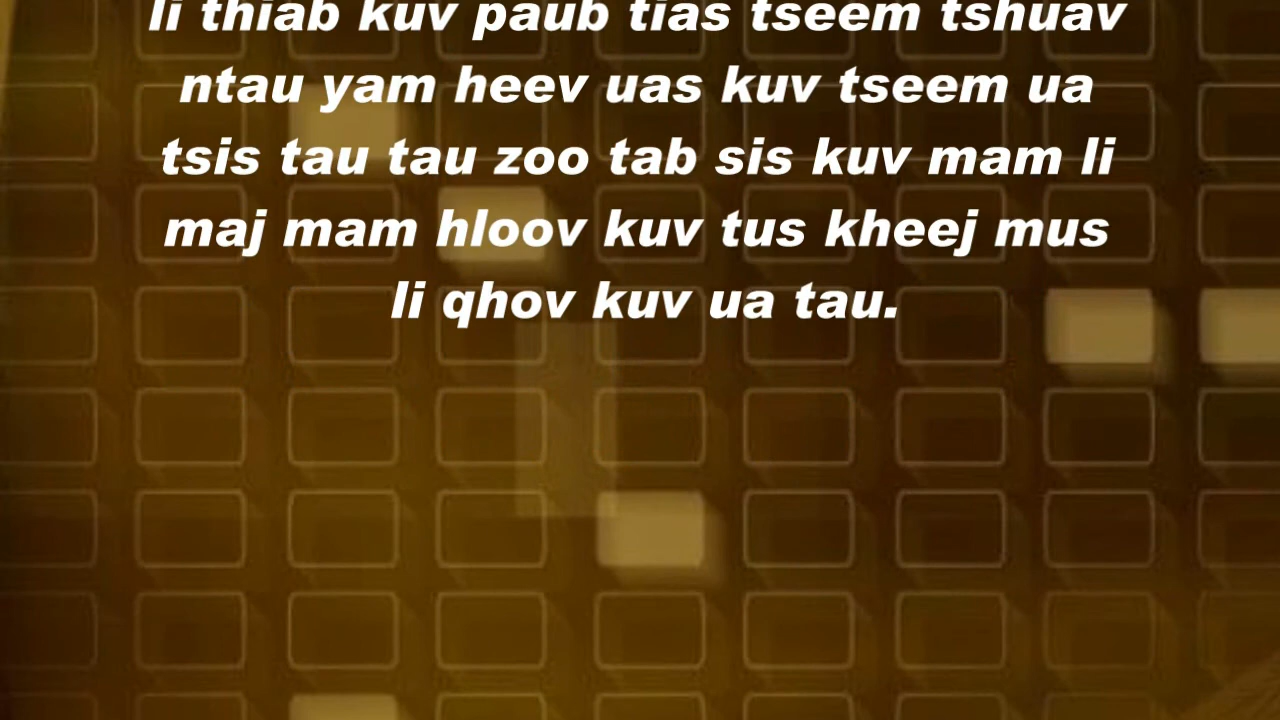 li thiab kuv paub tias tseem tshuav
ntau yam heev uas kuv tseem ua
tsis tau tau zoo tab sis kuv mam li
maj mam hloov kuv tus kheej mus
li qhov kuv ua tau.